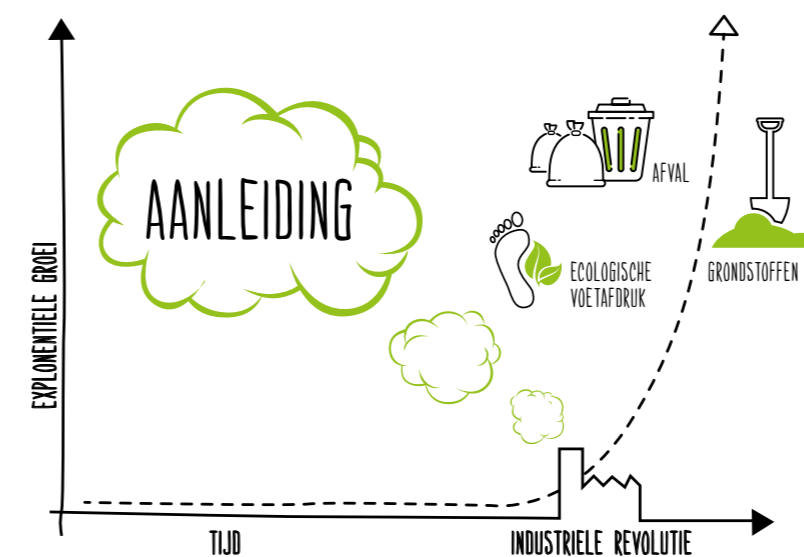 AFVAL
AANLEIDING
ECOLOGISCHE
VOETAFDRUK
GRONDSTOFFEN
EXPLONENTIELE GROEI
TIJD
INDUSTRIELE REVOLUTIE